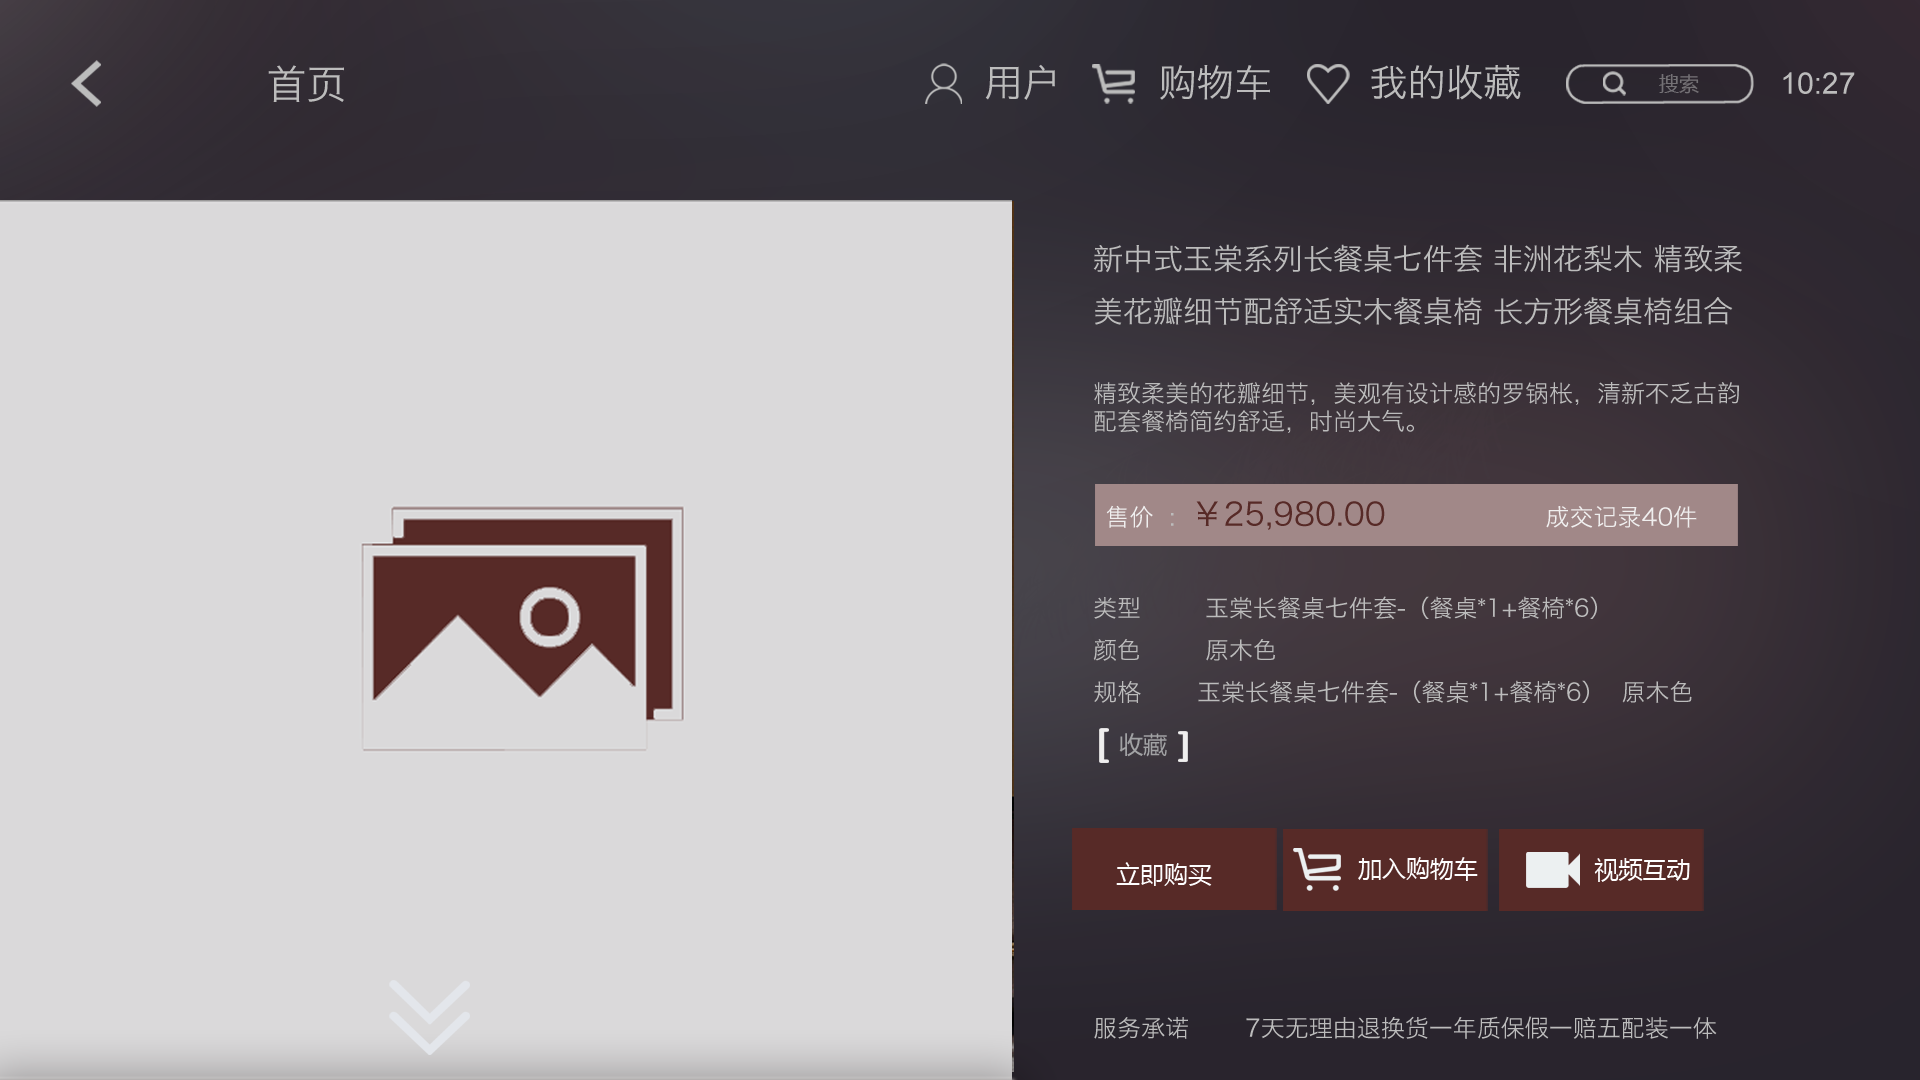 首页
用户
购物车
我的收藏
搜索
10:27
新中式玉棠系列长餐桌七件套 非洲花梨木 精致柔
美花瓣细节配舒适实木餐桌椅 长方形餐桌椅组合
精致柔美的花瓣细节，美观有设计感的罗锅枨，清新不乏古韵
配套餐椅简约舒适，时尚大气。
售价 : ￥25,980.00 成交记录40件
类型 玉棠长餐桌七件套-（餐桌*1+餐椅*6）
颜色 原木色
规格 玉棠长餐桌七件套-（餐桌*1+餐椅*6） 原木色
[ 收藏 ]
立即购买
加入购物车
视频互动
服务承诺 7天无理由退换货一年质保假一赔五配装一体